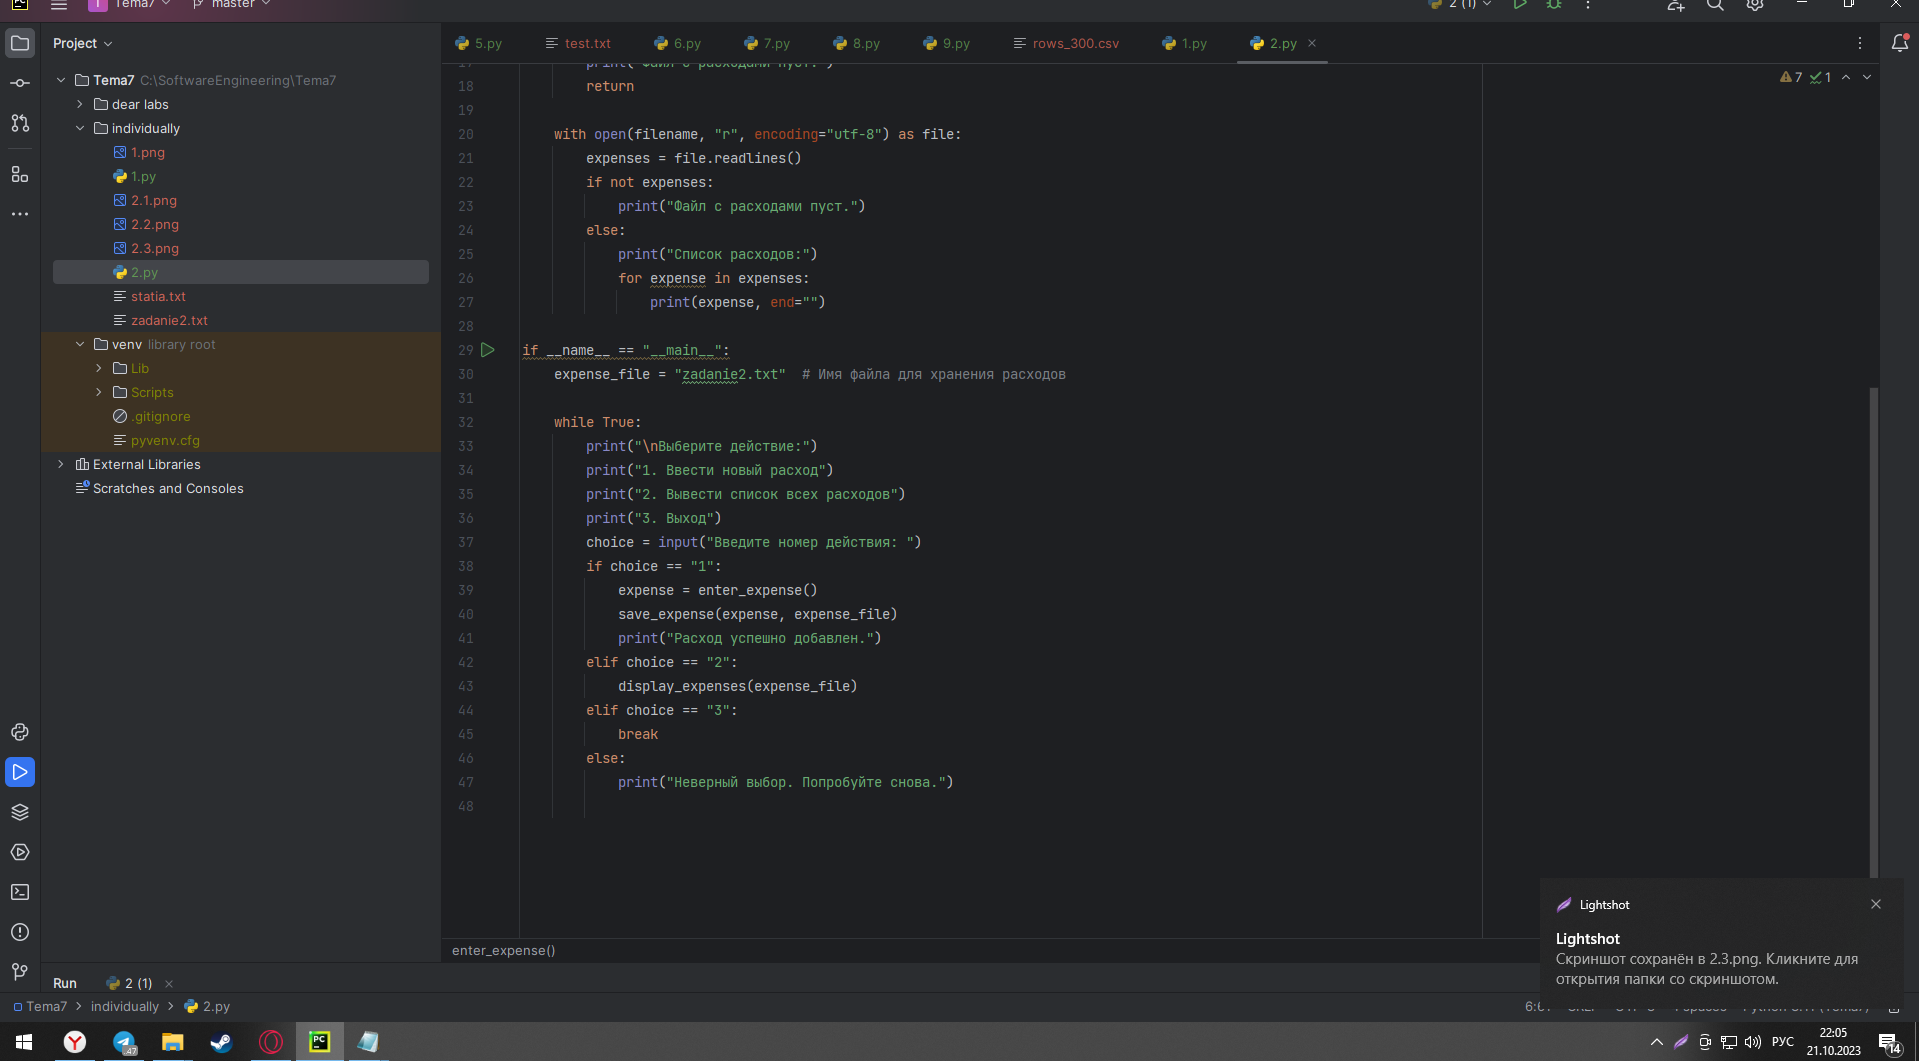 Tema7 master 2 (1)
Project
5.py test.txt 6.py 7.py 8.py 9.py rows_300.csv 1.py 2.py
Tema7 C:\SoftwareEngineering\Tema7
dear labs
individually
1.png
1.py
2.1.png
2.2.png
2.3.png
2.py
statia.txt
zadanie2.txt
venv library root
Lib
Scripts
.gitignore
pyvenv.cfg
External Libraries
Scratches and Consoles
7 1
17 print("Файл с расходами пуст.")
18 return
19
20 with open(filename, "r", encoding="utf-8") as file:
21 expenses = file.readlines()
22 if not expenses:
23 print("Файл с расходами пуст.")
24 else:
25 print("Список расходов:")
26 for expense in expenses:
27 print(expense, end="")
28
29 if __name__ == "__main__":
30 expense_file = "zadanie2.txt" # Имя файла для хранения расходов
31
32 while True:
33 print("\nВыберите действие:")
34 print("1. Ввести новый расход")
35 print("2. Вывести список всех расходов")
36 print("3. Выход")
37 choice = input("Введите номер действия: ")
38 if choice == "1":
39 expense = enter_expense()
40 save_expense(expense, expense_file)
41 print("Расход успешно добавлен.")
42 elif choice == "2":
43 display_expenses(expense_file)
44 elif choice == "3":
45 break
46 else:
47 print("Неверный выбор. Попробуйте снова.")
48
enter_expense()
Lightshot
Lightshot
Скриншот сохранён в 2.3.png. Кликните для
открытия папки со скриншотом.
Run 2 (1)
Tema7 individually 2.py
47 PC РУС 22:05
21.10.2023 14